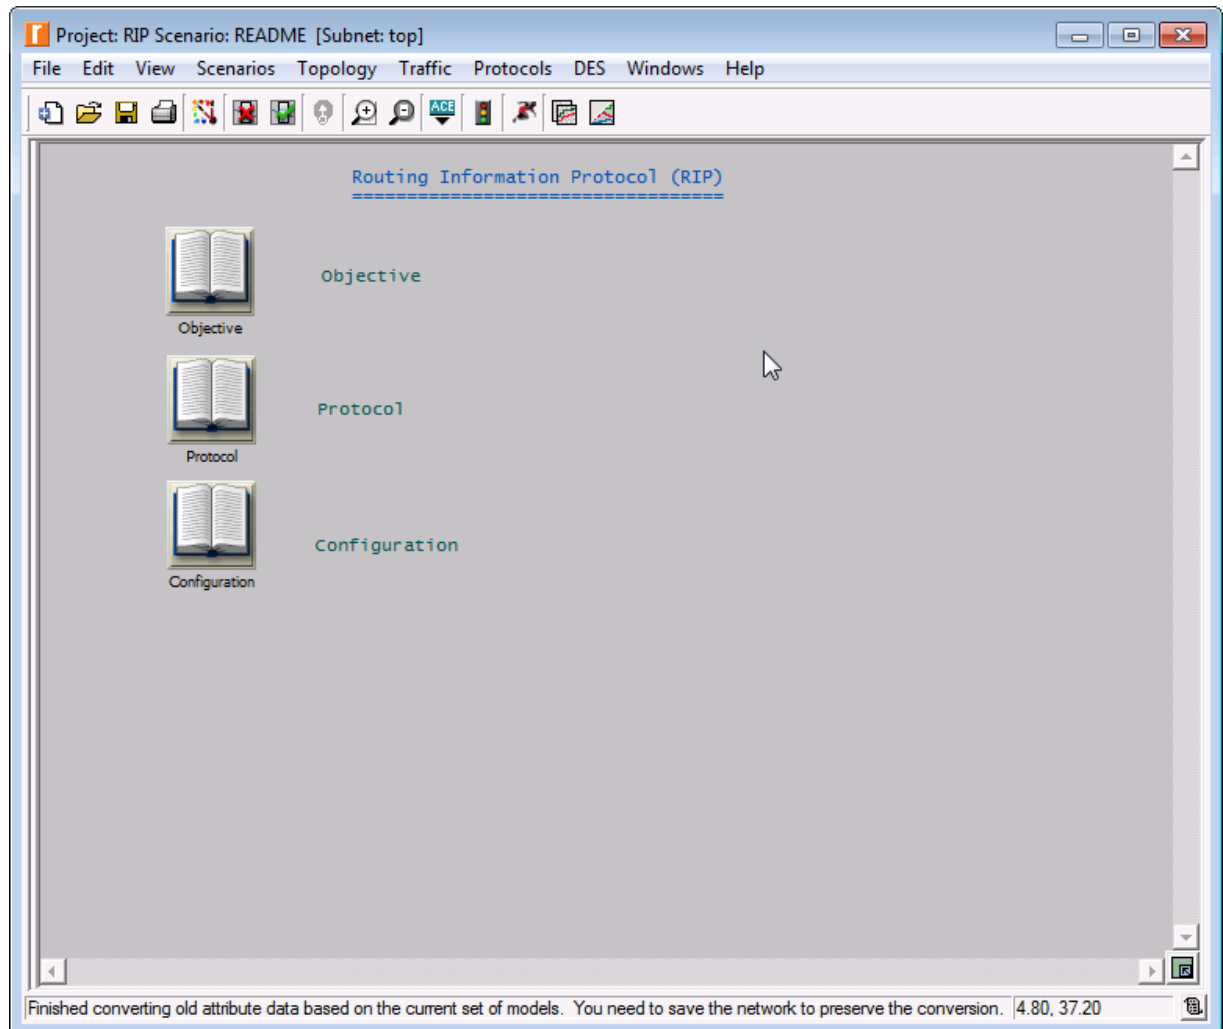 Project: RIP Scenario: README [Subnet: top]
File Edit View Scenarios Topology Traffic Protocols DES Windows Help
ACE
Routing Information Protocol (RIP)
==================================
Objective
Objective
Protocol
Protocol
Configuration
Configuration
Finished converting old attribute data based on the current set of models. You need to save the network to preserve the conversion. 4.80, 37.20